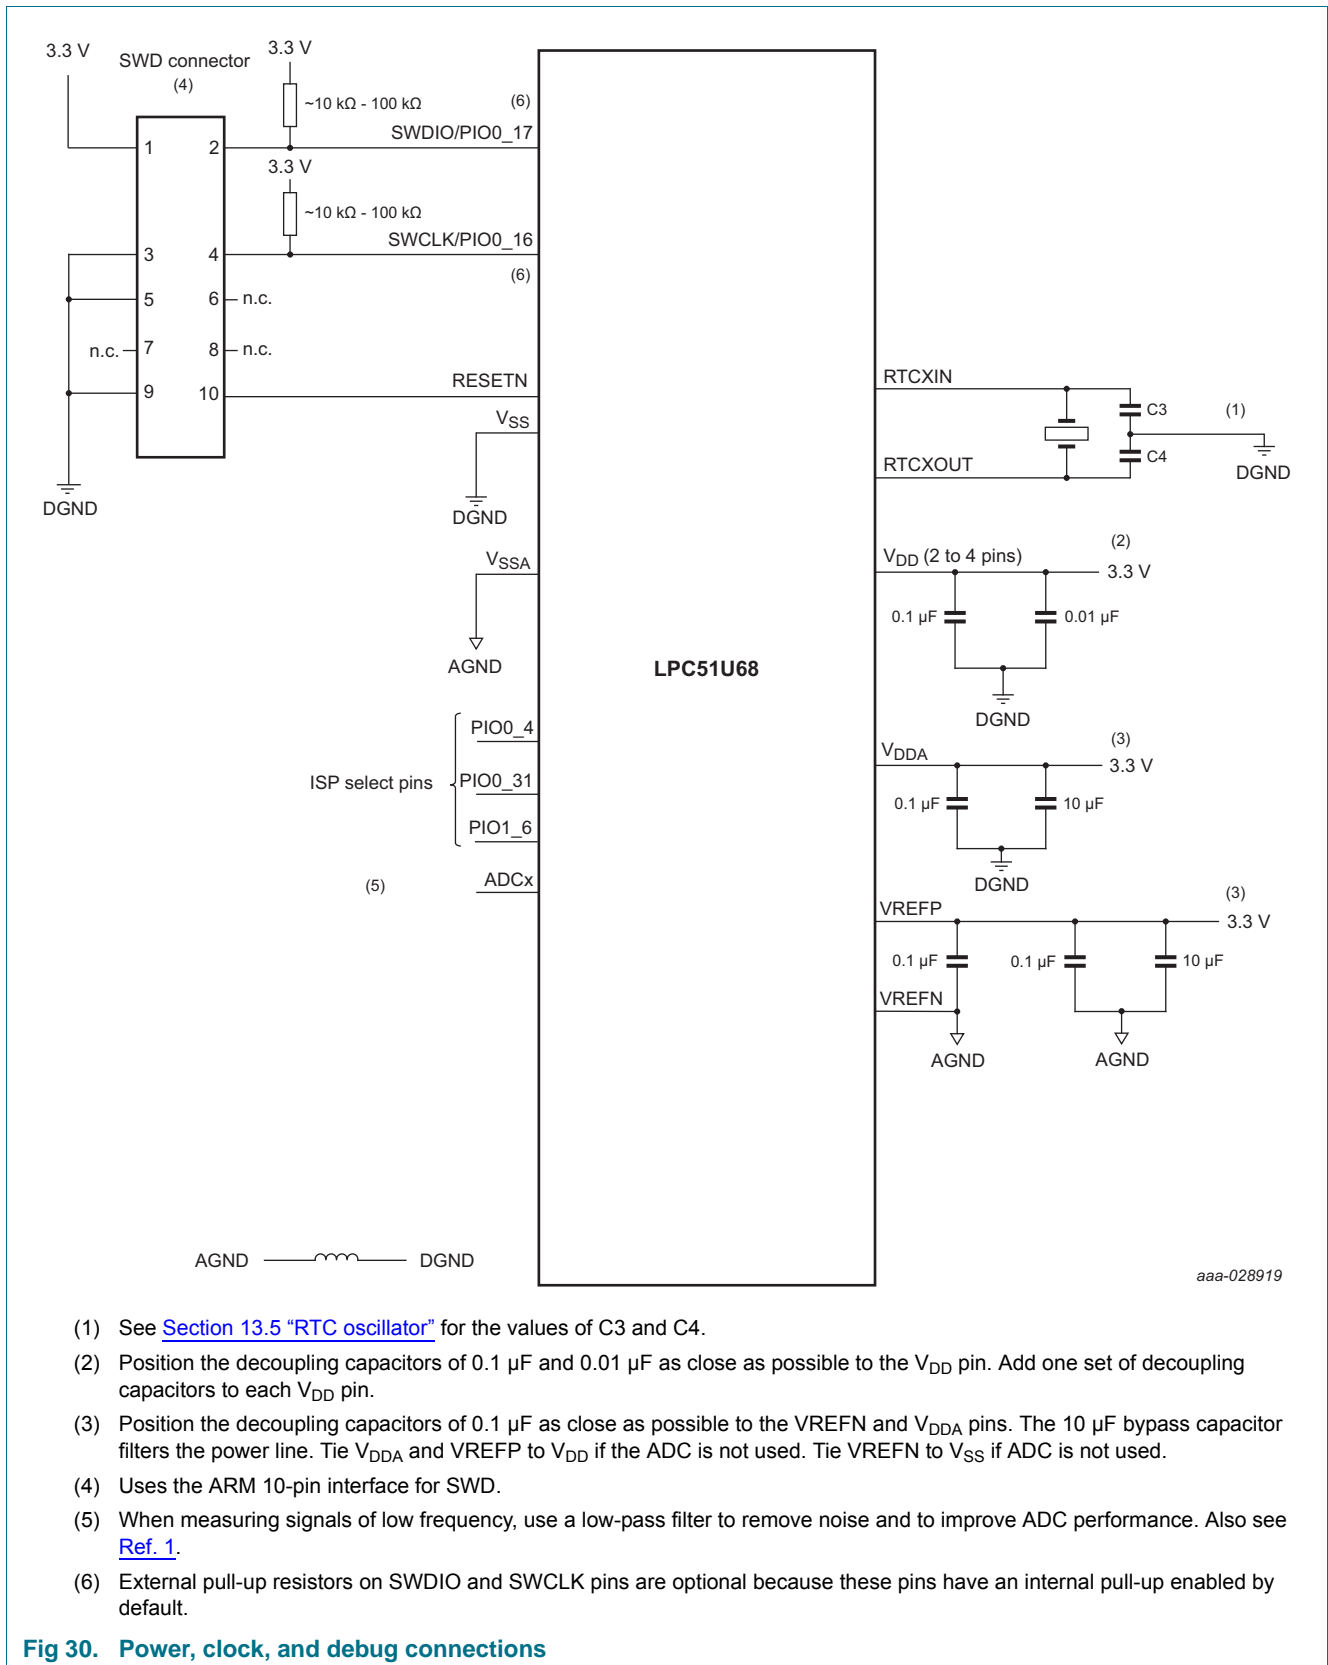 3.3 V
SWD connector
(4)
3.3 V
~10 kΩ - 100 kΩ
(6)
SWDIO/PIO0_17
1 2
3.3 V
~10 kΩ - 100 kΩ
SWCLK/PIO0_16
3 4
(6)
5 6 n.c.
n.c. 7 8 n.c.
9 10
RESETN
DGND
VSS
DGND
VSSA
AGND
LPC51U68
ISP select pins
PIO0_4
PIO0_31
PIO1_6
(5)
ADCx
RTCXIN
C3
(1)
C4
DGND
RTCXOUT
VDD (2 to 4 pins)
(2)
3.3 V
0.1 µF
0.01 µF
DGND
VDDA
(3)
3.3 V
0.1 µF
10 µF
DGND
VREFP
(3)
3.3 V
0.1 µF
0.1 µF
10 µF
VREFN
AGND
AGND
AGND DGND
aaa-028919
(1) See Section 13.5 “RTC oscillator” for the values of C3 and C4.
(2) Position the decoupling capacitors of 0.1 µF and 0.01 µF as close as possible to the VDD pin. Add one set of decoupling
capacitors to each VDD pin.
(3) Position the decoupling capacitors of 0.1 µF as close as possible to the VREFN and VDDA pins. The 10 µF bypass capacitor
filters the power line. Tie VDDA and VREFP to VDD if the ADC is not used. Tie VREFN to VSS if ADC is not used.
(4) Uses the ARM 10-pin interface for SWD.
(5) When measuring signals of low frequency, use a low-pass filter to remove noise and to improve ADC performance. Also see
Ref. 1.
(6) External pull-up resistors on SWDIO and SWCLK pins are optional because these pins have an internal pull-up enabled by
default.
Fig 30. Power, clock, and debug connections